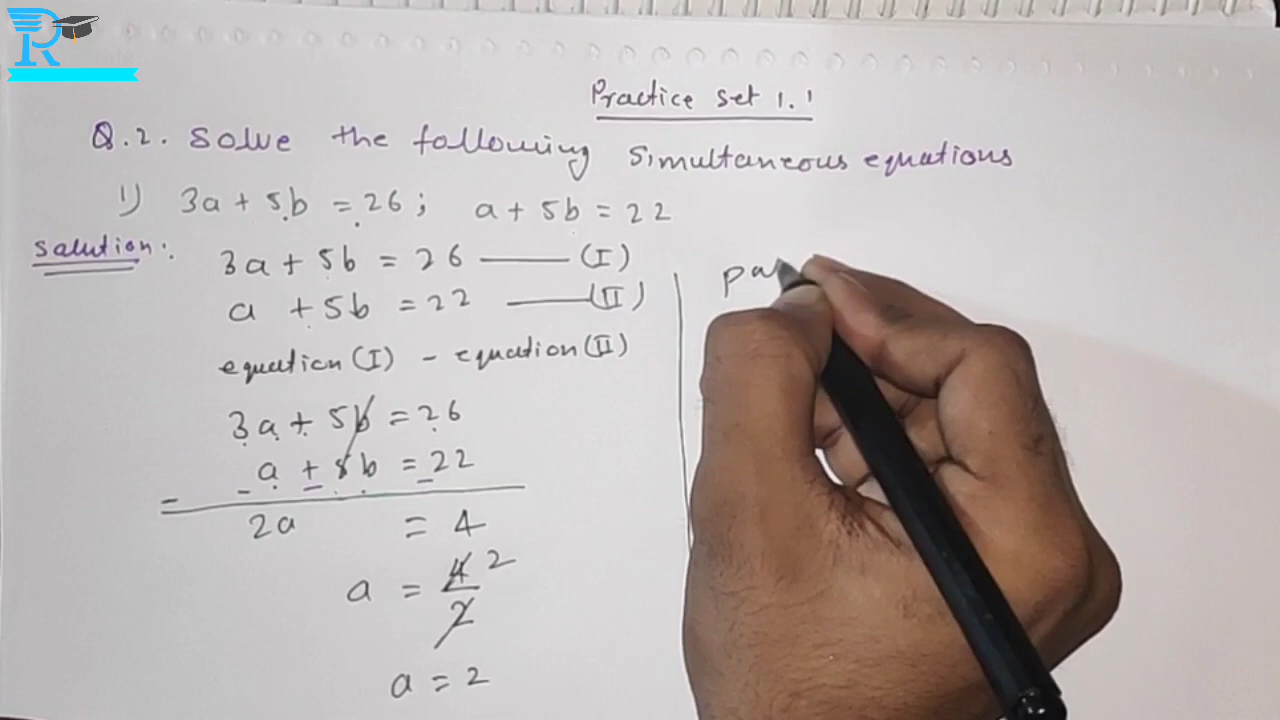 R
Practice set 1.1
Q.2. Solve the following Simultaneous equations
1) 3a + 5b = 26 ; a + 5b = 22
Solution:
3a + 5b = 26 —— (I)
a + 5b = 22 —— (II)
equation (I) - equation (II)
3a + 5b = 26
a + 5b = 22
- - - -
2a = 4
a = 4/2 2
a = 2